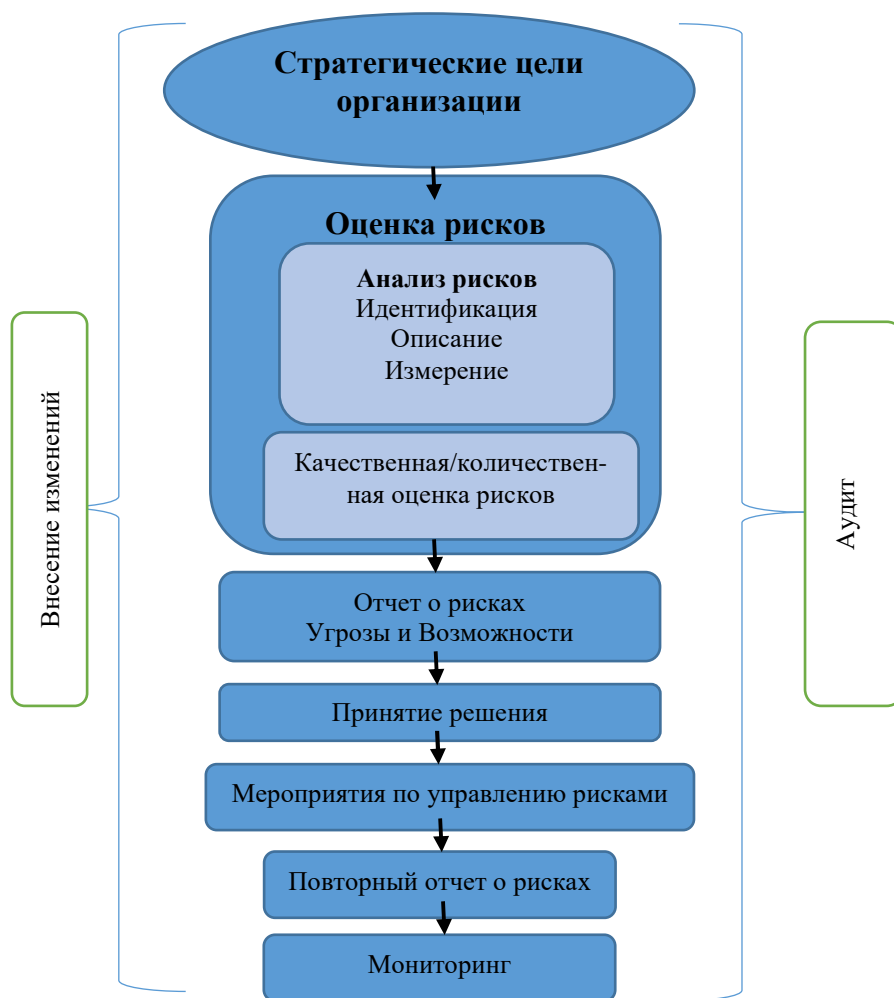 Стратегические цели
организации
Оценка рисков
Анализ рисков
Идентификация
Описание
Измерение
Качественная/количествен-
ная оценка рисков
Внесение изменений
Аудит
Отчет о рисках
Угрозы и Возможности
Принятие решения
Мероприятия по управлению рисками
Повторный отчет о рисках
Мониторинг